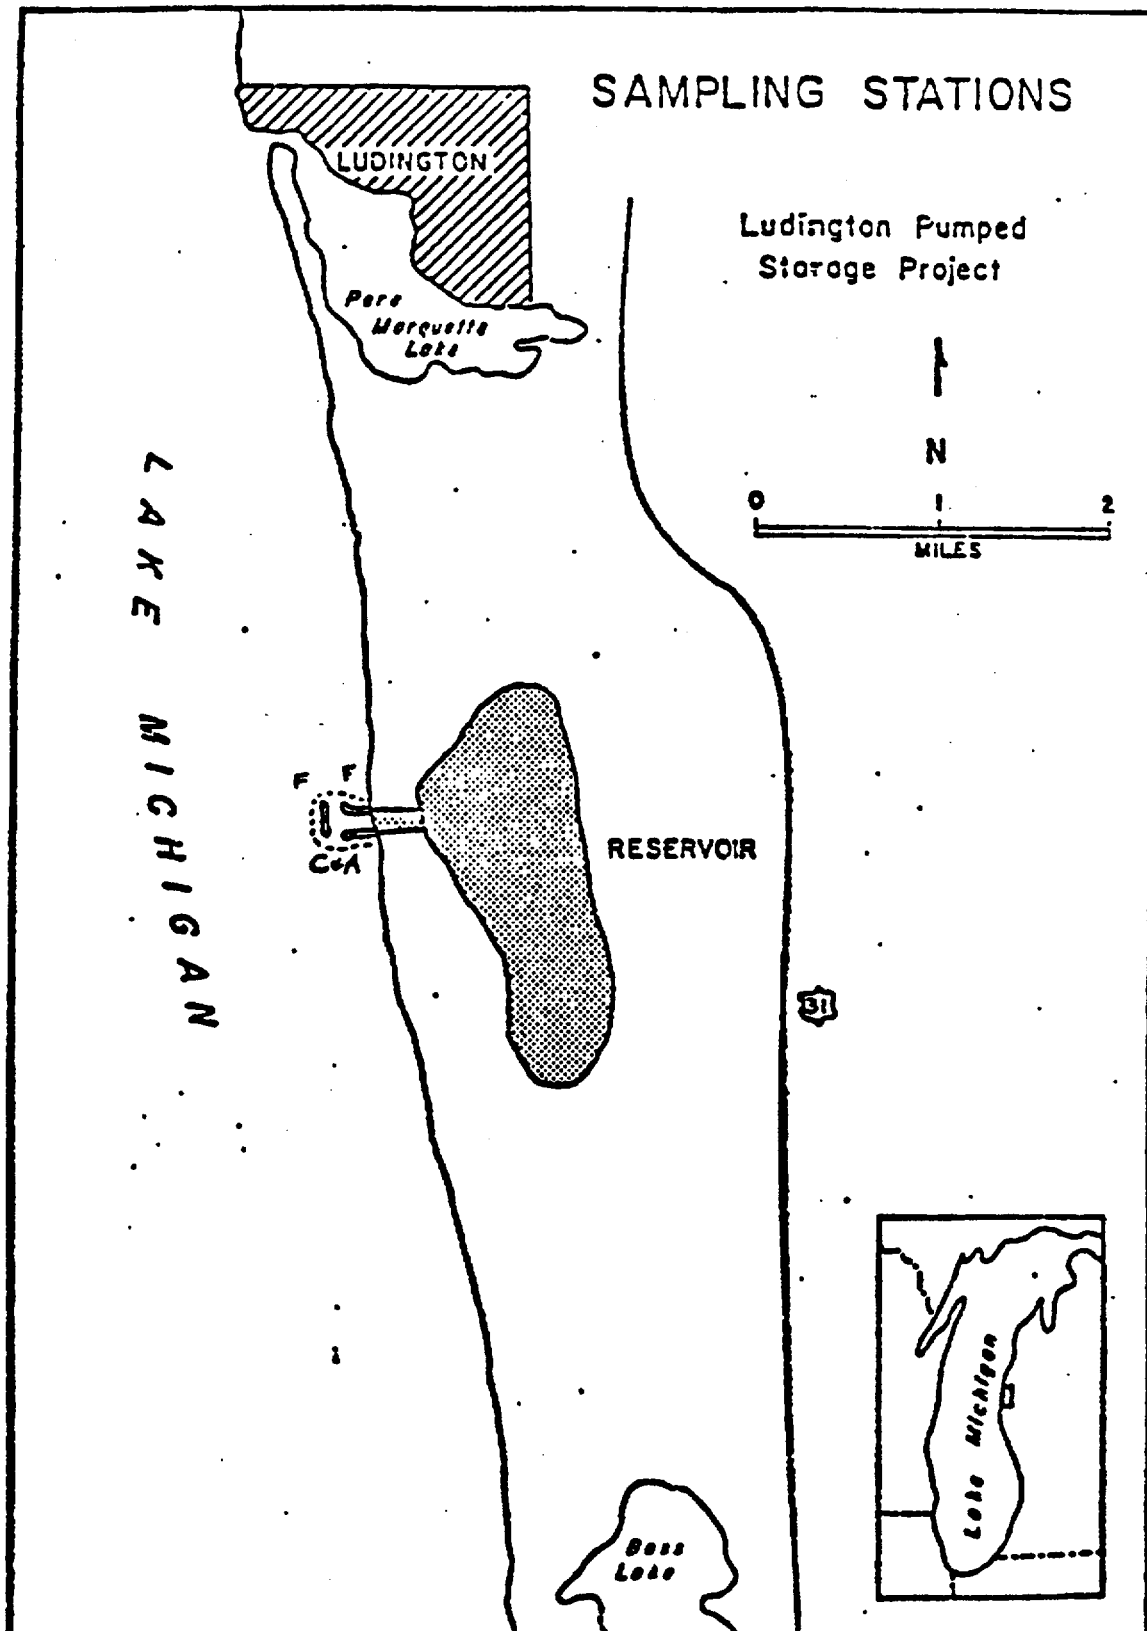 SAMPLING STATIONS
LUDINGTON
Ludington Pumped
Storage Project
Pere
Marquette
Lake
N
0 1 2
MILES
LAKE MICHIGAN
F F
C&A
RESERVOIR
31
Lake Michigan
Bass
Lake